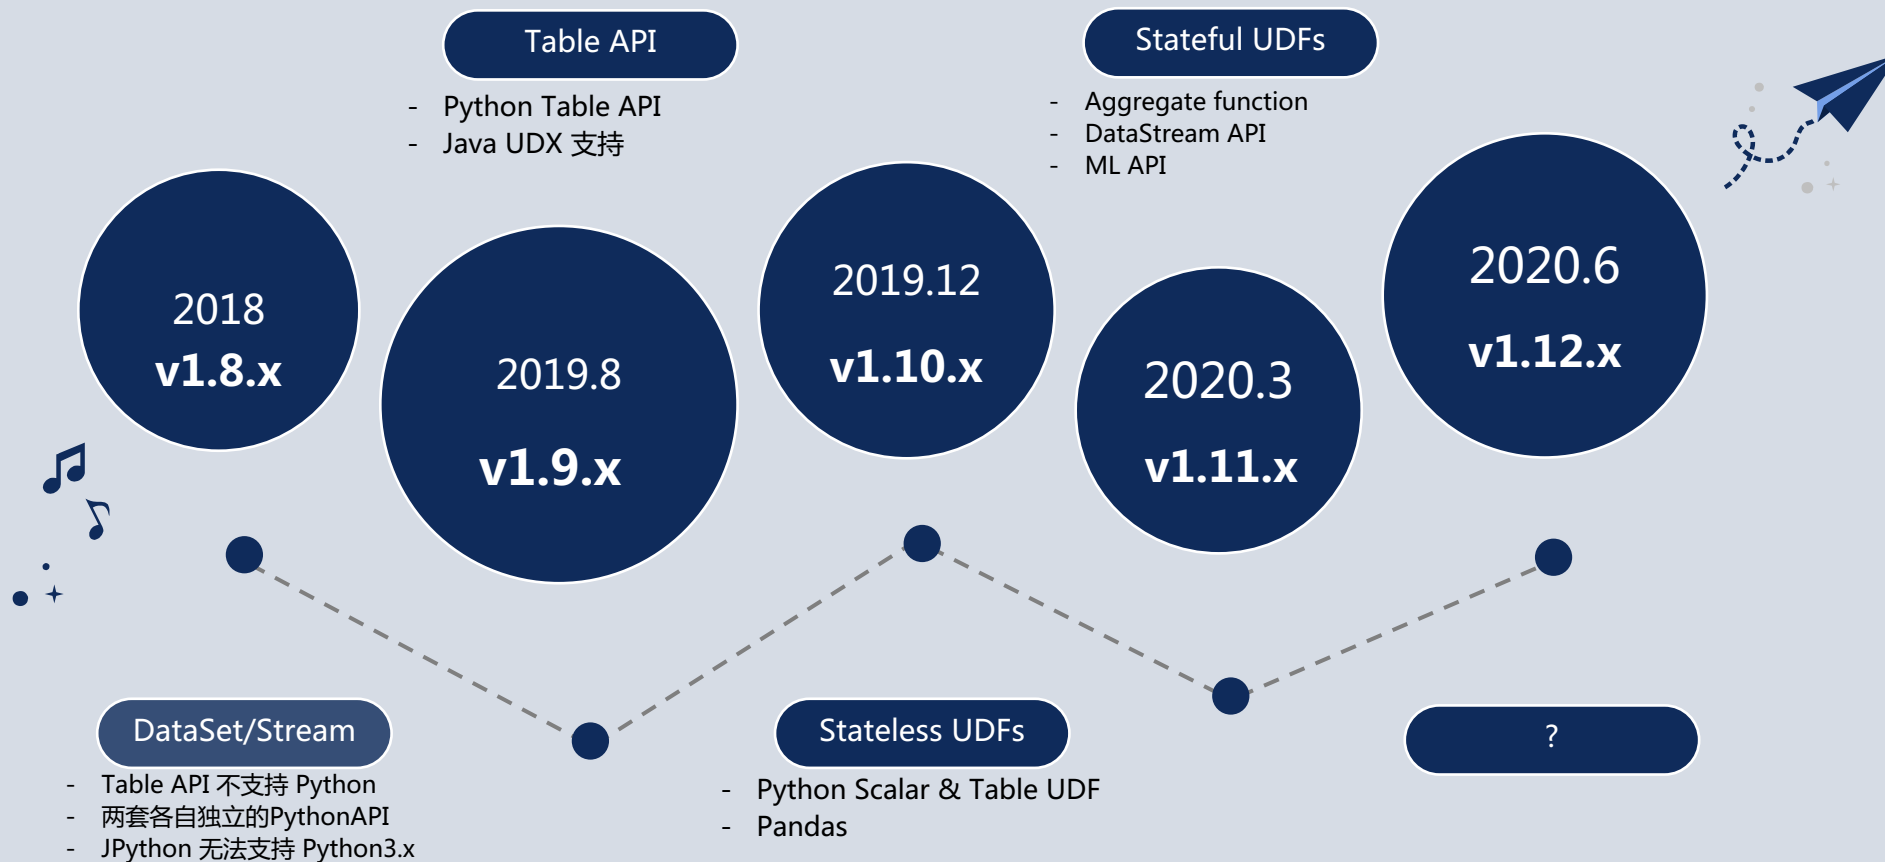 Table API
- Python Table API
- Java UDX 支持
Stateful UDFs
- Aggregate function
- DataStream API
- ML API
2018
v1.8.x
2019.8
v1.9.x
2019.12
v1.10.x
2020.3
v1.11.x
2020.6
v1.12.x
DataSet/Stream
- Table API 不支持 Python
- 两套各自独立的PythonAPI
- JPython 无法支持 Python3.x
Stateless UDFs
- Python Scalar & Table UDF
- Pandas
?